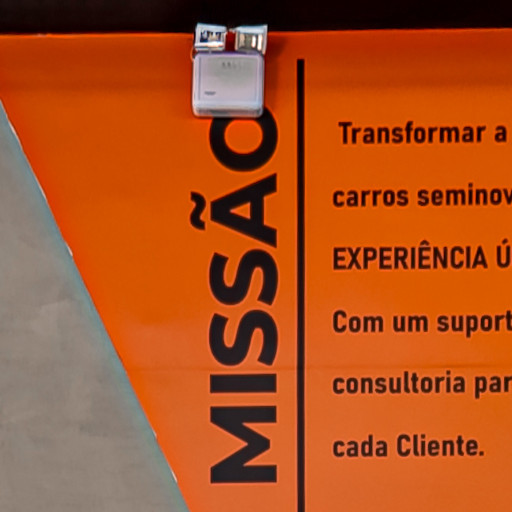 MISSÃO
Transformar a
carros seminov
EXPERIÊNCIA Ú
Com um suport
consultoria par
cada Cliente.